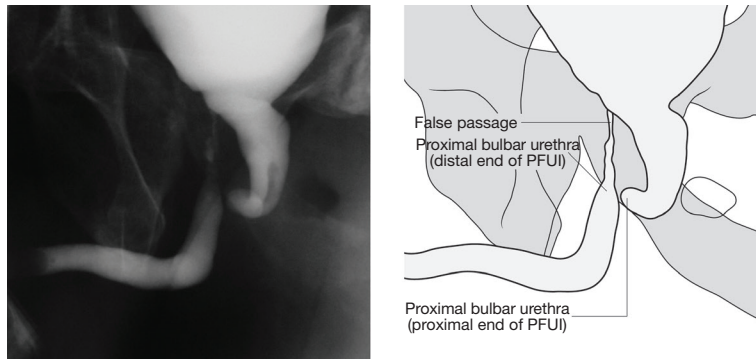 False passage
Proximal bulbar urethra
(distal end of PFUI)
Proximal bulbar urethra
(proximal end of PFUI)